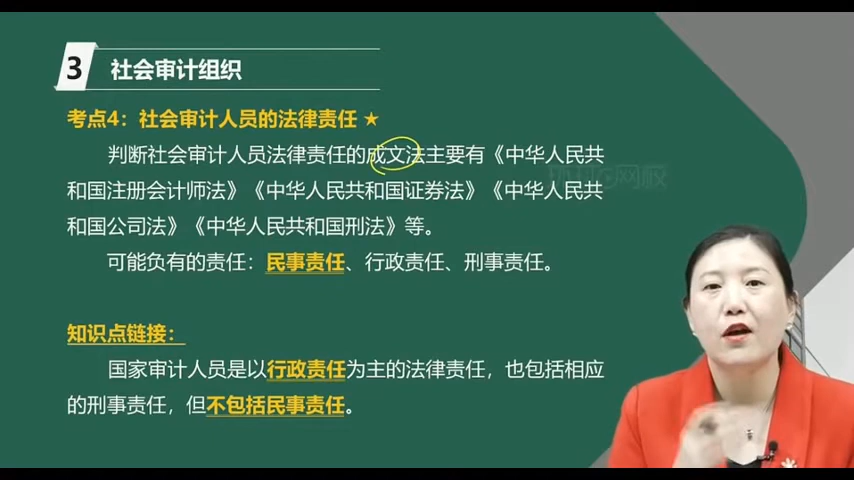 3 社会审计组织
考点4：社会审计人员的法律责任 ★
判断社会审计人员法律责任的成文法主要有《中华人民共
和国注册会计师法》《中华人民共和国证券法》《中华人民共
和国公司法》《中华人民共和国刑法》等。
可能负有的责任：民事责任、行政责任、刑事责任。
知识点链接：
国家审计人员是以行政责任为主的法律责任，也包括相应
的刑事责任，但不包括民事责任。